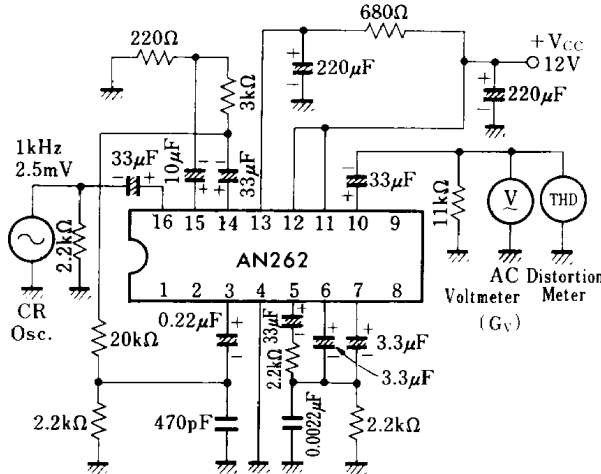 680Ω
220Ω
3kΩ
+
−
220μF
+VCC
12V
+
−
220μF
1kHz
2.5mV
33μF
− +
10μF
−
+
33μF
−
+
−
+
33μF
11kΩ
V
THD
2.2kΩ
16 15 14 13 12 11 10 9
AN262
1 2 3 4 5 6 7 8
CR
Osc.
AC Distortion
Voltmeter Meter
(GV)
0.22μF
+
−
20kΩ
33μF
+
−
2.2kΩ
+
−
3.3μF
+
−
3.3μF
2.2kΩ
470pF
0.0022μF
2.2kΩ